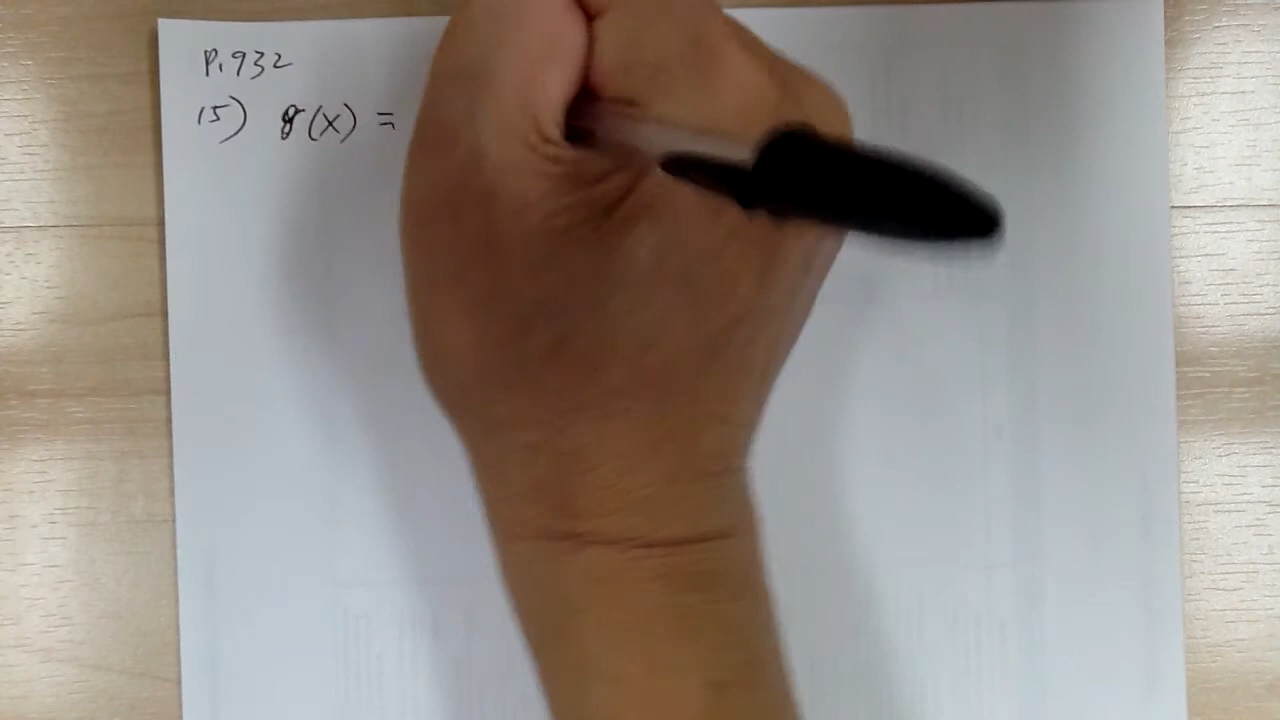 P.932
15) g(x) =